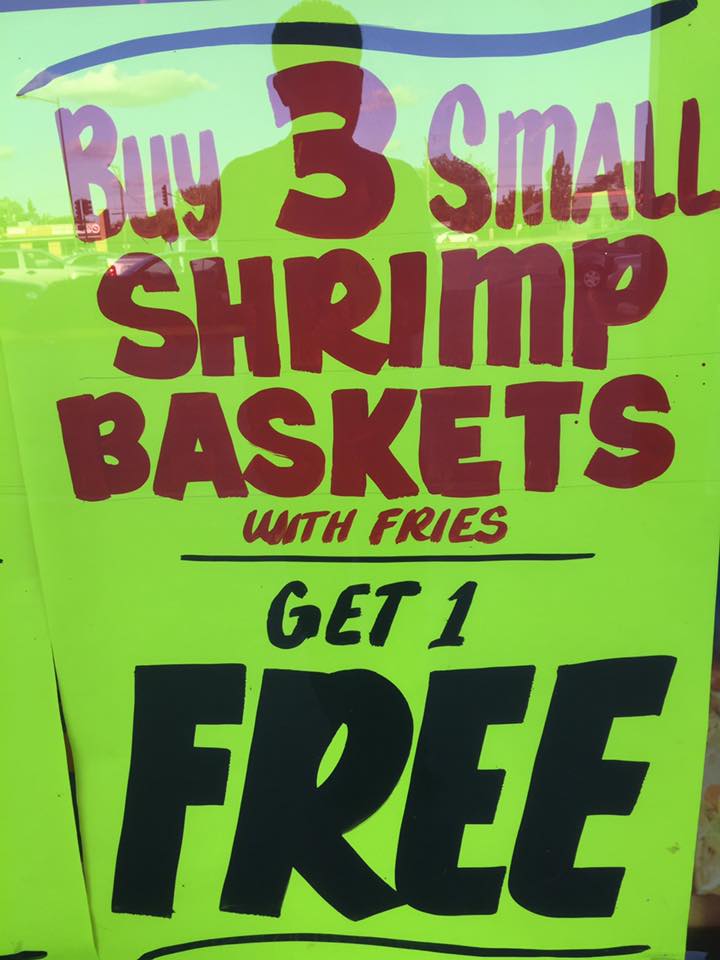 Buy 3 Small
SHRIMP
BASKETS
WITH FRIES
GET 1
FREE